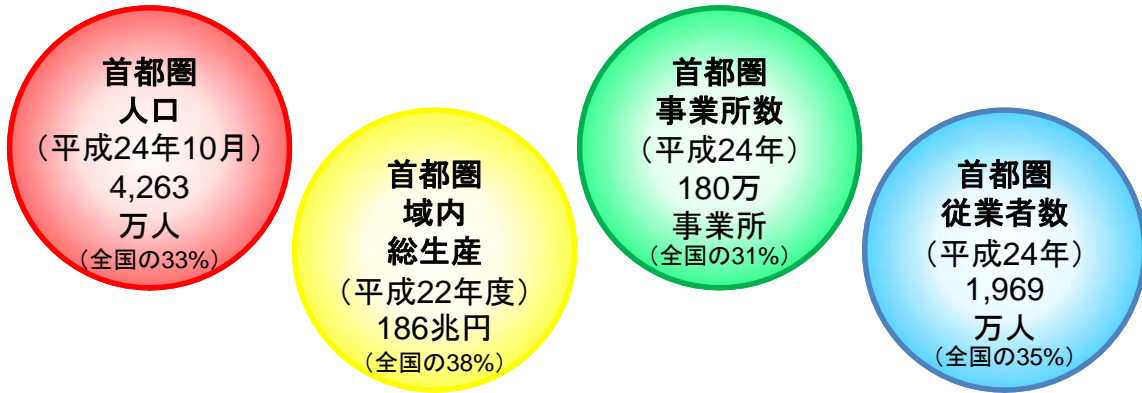 首都圏
人口
（平成24年10月）
4,263
万人
（全国の33%）
首都圏
域内
総生産
（平成22年度）
186兆円
（全国の38%）
首都圏
事業所数
（平成24年）
180万
事業所
（全国の31%）
首都圏
従業者数
（平成24年）
1,969
万人
（全国の35%）